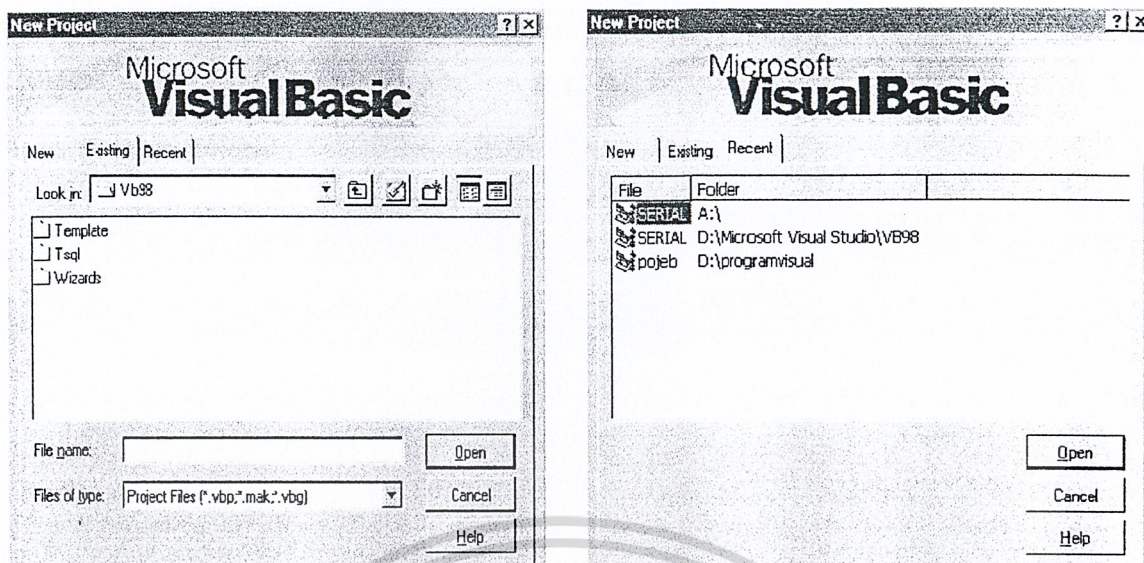 New Project
Microsoft
Visual Basic
New Existing Recent
Look in: Vb98
Template
Tsql
Wizards
File name:
Open
Files of type: Project Files (*.vbp;*.mak;*.vbg)
Cancel
Help
New Project
Microsoft
Visual Basic
New Existing Recent
File Folder
SERIAL A:\
SERIAL D:\Microsoft Visual Studio\VB98
pojeb D:\programvisual
Open
Cancel
Help